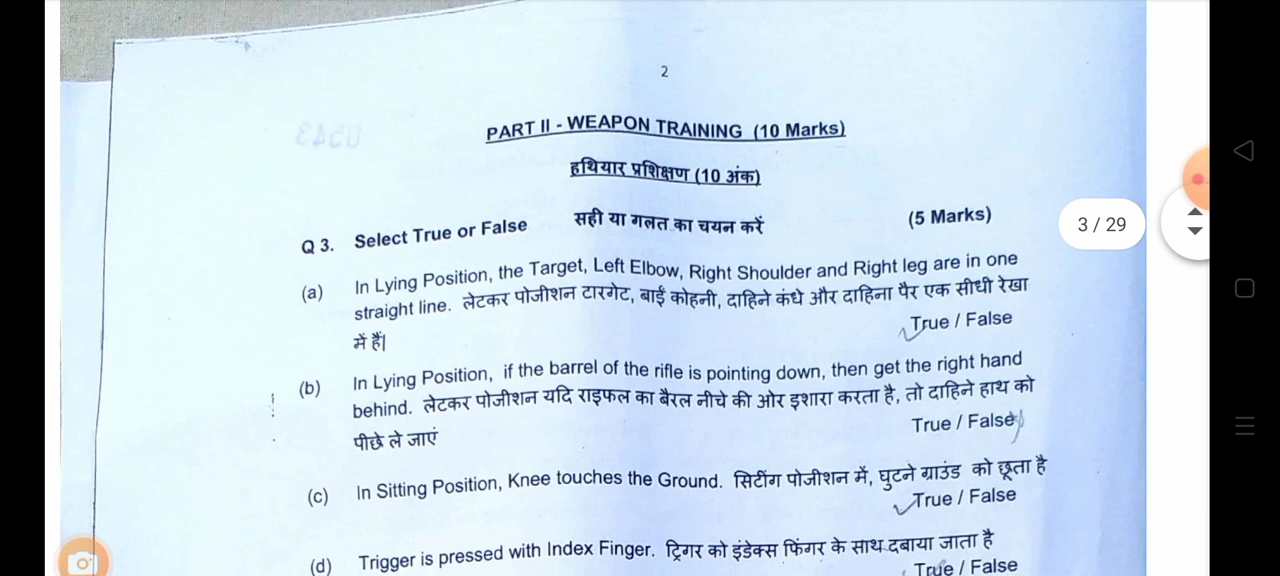 2
PART II - WEAPON TRAINING (10 Marks)
हथियार प्रशिक्षण (10 अंक)
Q 3. Select True or False सही या गलत का चयन करें (5 Marks)
3 / 29
(a) In Lying Position, the Target, Left Elbow, Right Shoulder and Right leg are in one
straight line. लेटकर पोजीशन टारगेट, बाईं कोहनी, दाहिने कंधे और दाहिना पैर एक सीधी रेखा
में हैं|
True / False
(b) In Lying Position, if the barrel of the rifle is pointing down, then get the right hand
behind. लेटकर पोजीशन यदि राइफल का बैरल नीचे की ओर इशारा करता है, तो दाहिने हाथ को
पीछे ले जाएं
True / False
(c) In Sitting Position, Knee touches the Ground. सिटींग पोजीशन में, घुटने ग्राउंड को छूता है
True / False
(d) Trigger is pressed with Index Finger. ट्रिगर को इंडेक्स फिंगर के साथ दबाया जाता है
True / False